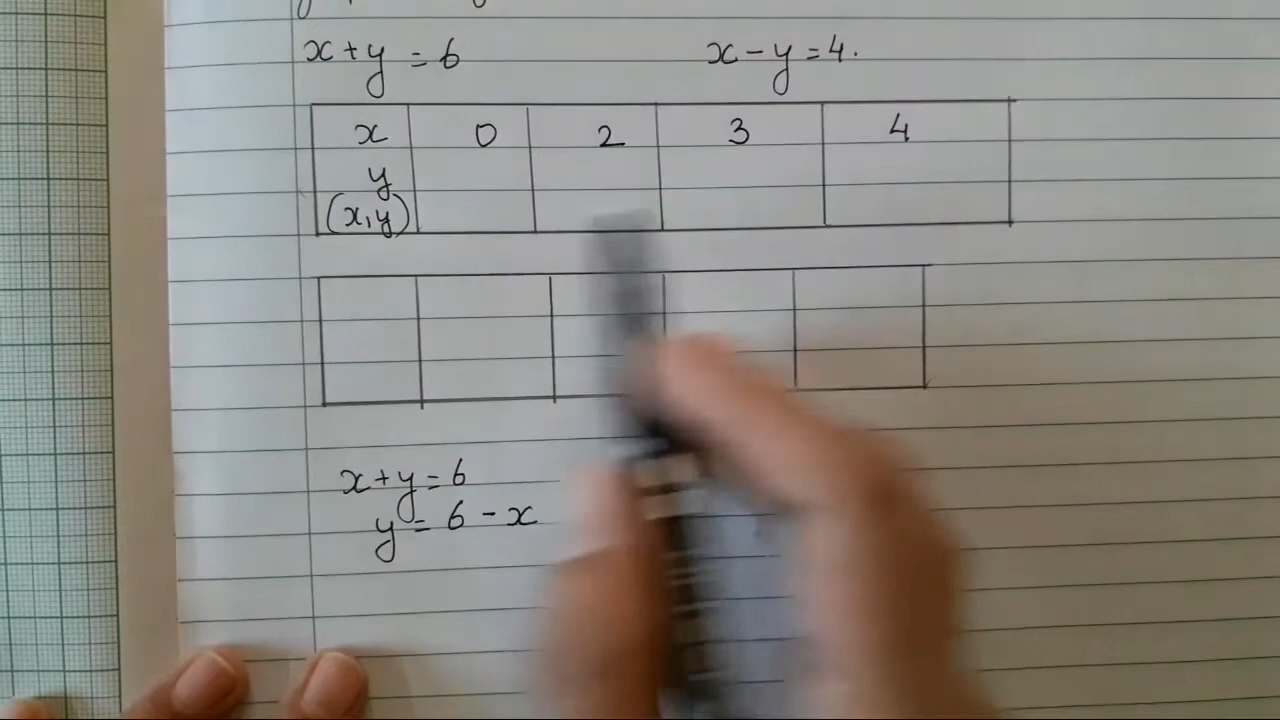 x + y = 6 x - y = 4.
x 0 2 3 4
y
(x, y)
x + y = 6
y = 6 - x